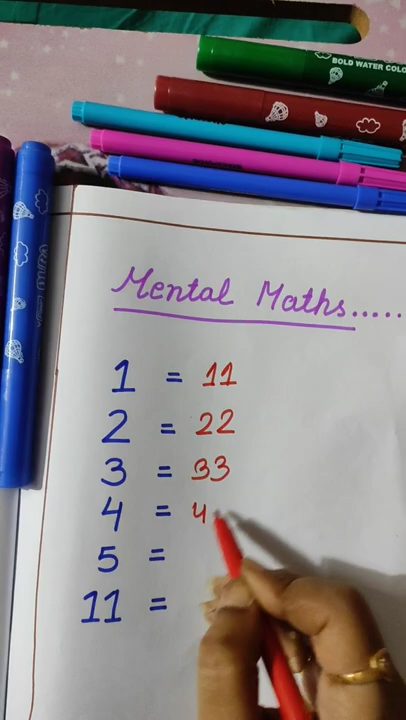 BOLD WATER COLO
Mental Maths.....
1 = 11
2 = 22
3 = 33
4 = 4
5 =
11 =